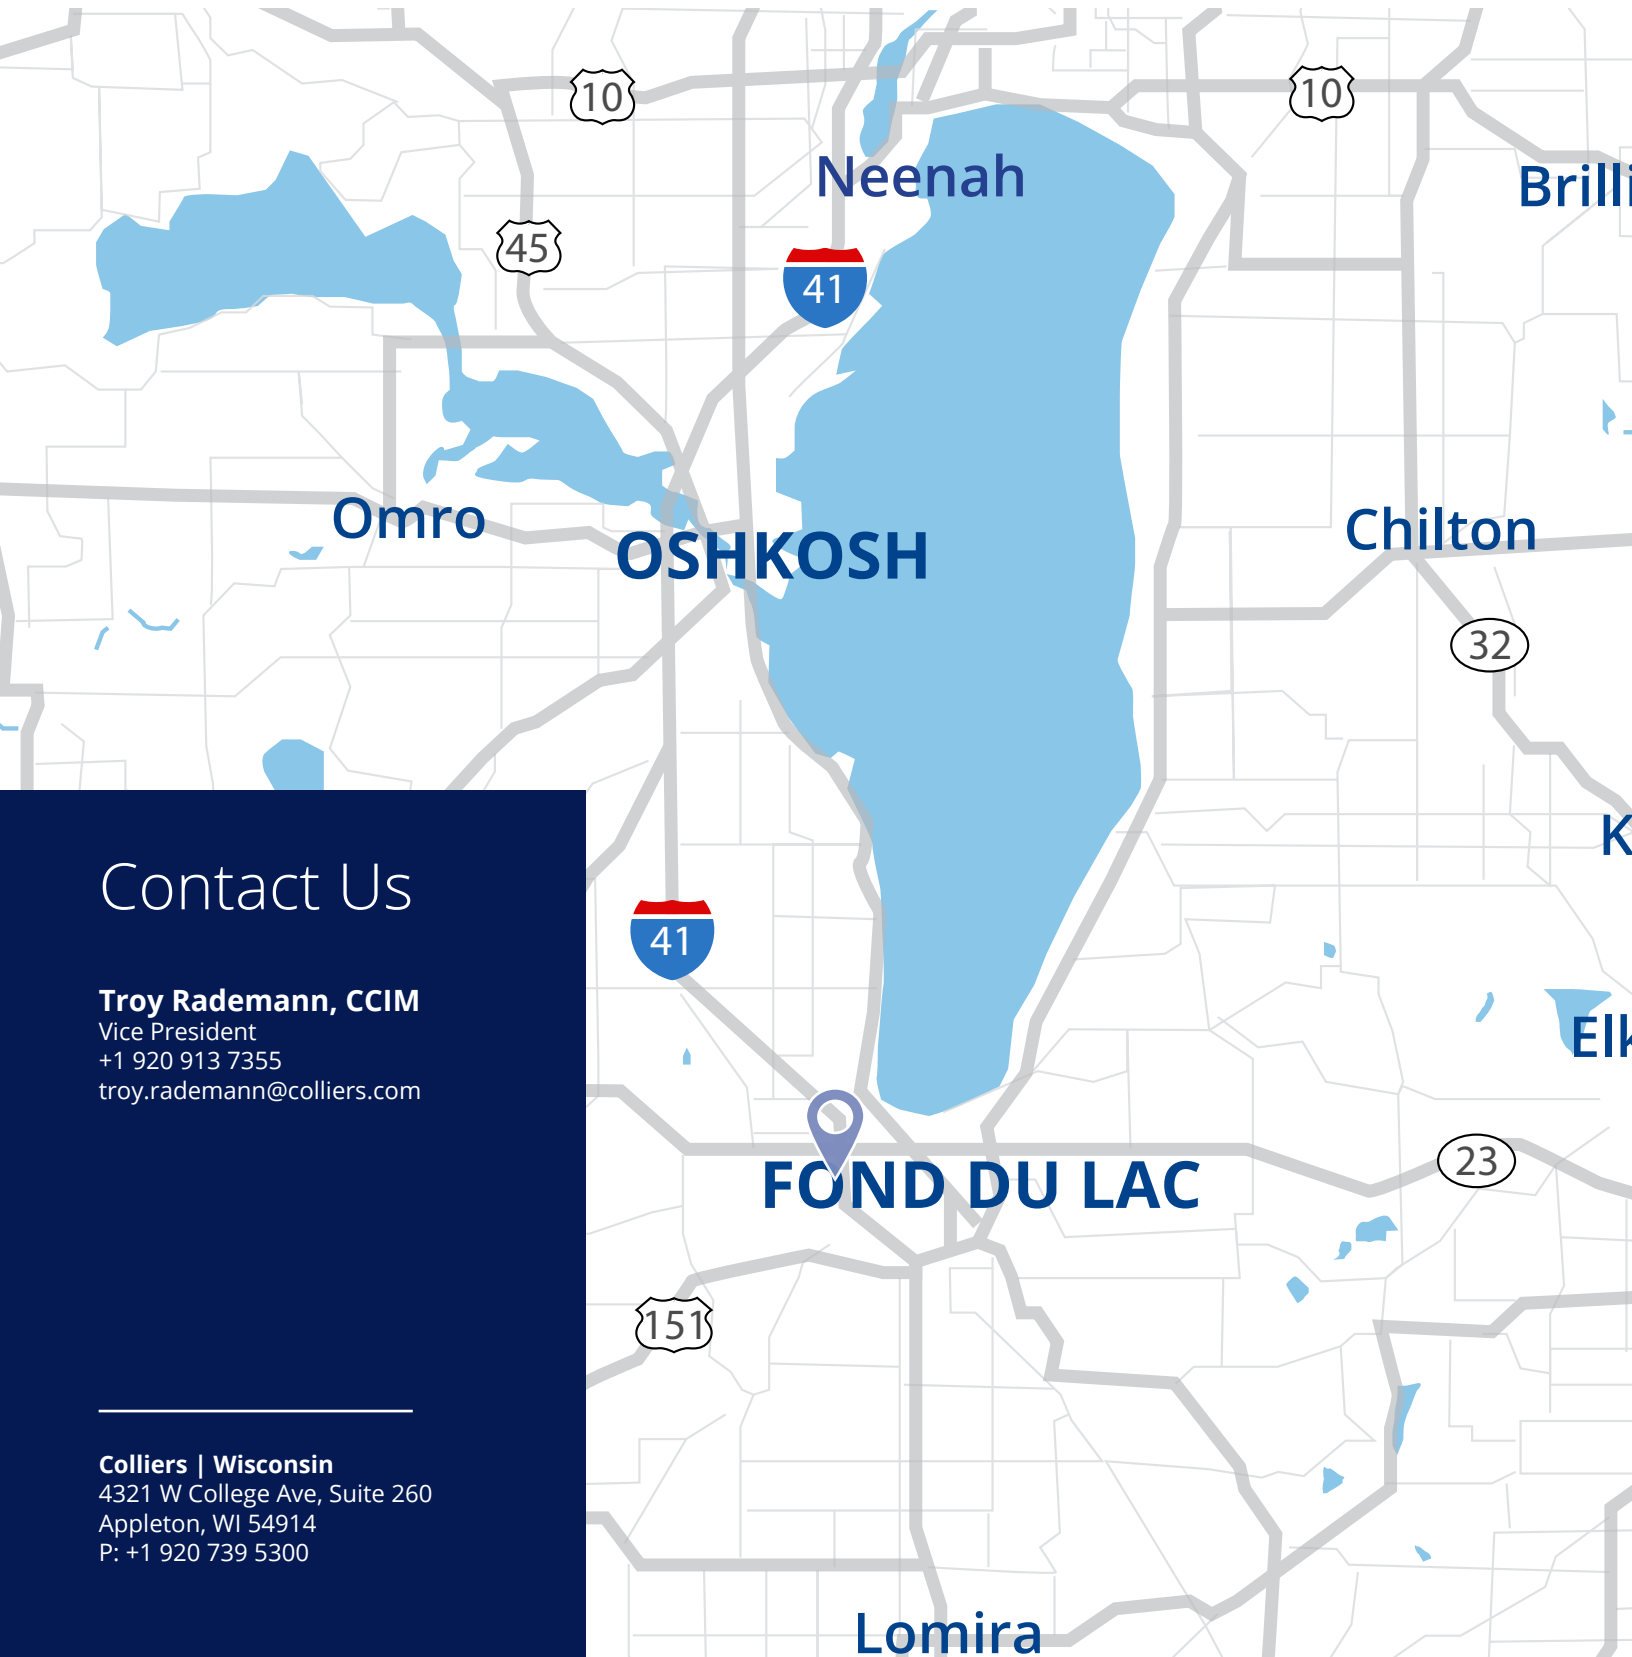 10
10
Neenah
Brilli
45
41
Omro
OSHKOSH
Chilton
32
K
Contact Us
41
Troy Rademann, CCIM
Vice President
+1 920 913 7355
troy.rademann@colliers.com
Elk
FOND DU LAC
23
151
Colliers | Wisconsin
4321 W College Ave, Suite 260
Appleton, WI 54914
P: +1 920 739 5300
Lomira